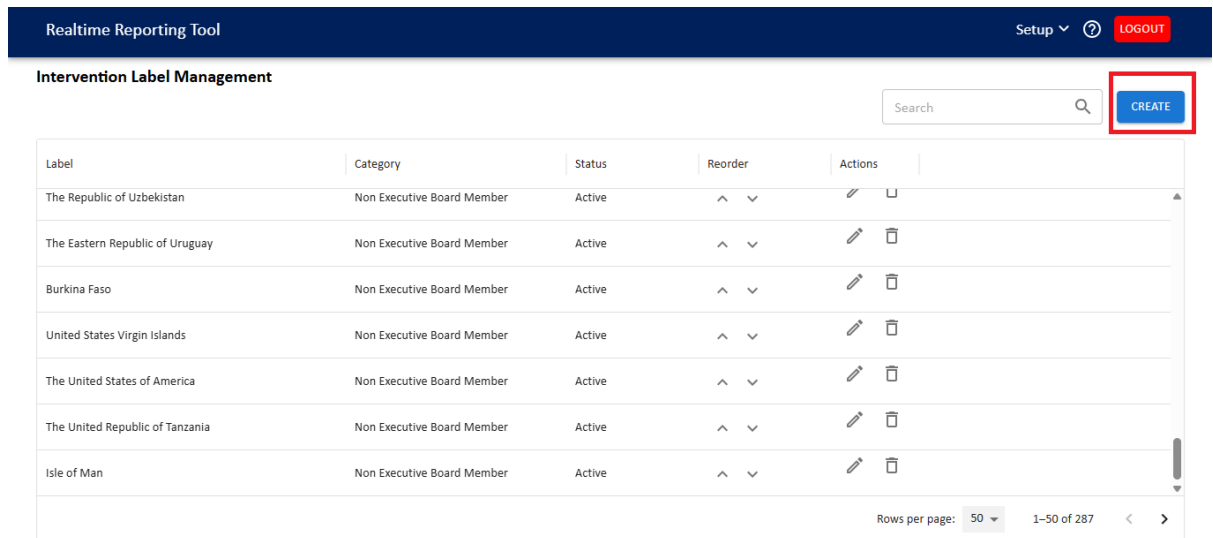 Realtime Reporting Tool Setup LOGOUT
Intervention Label Management
Search CREATE
Label Category Status Reorder Actions
The Republic of Uzbekistan Non Executive Board Member Active
The Eastern Republic of Uruguay Non Executive Board Member Active
Burkina Faso Non Executive Board Member Active
United States Virgin Islands Non Executive Board Member Active
The United States of America Non Executive Board Member Active
The United Republic of Tanzania Non Executive Board Member Active
Isle of Man Non Executive Board Member Active
Rows per page: 50 1–50 of 287